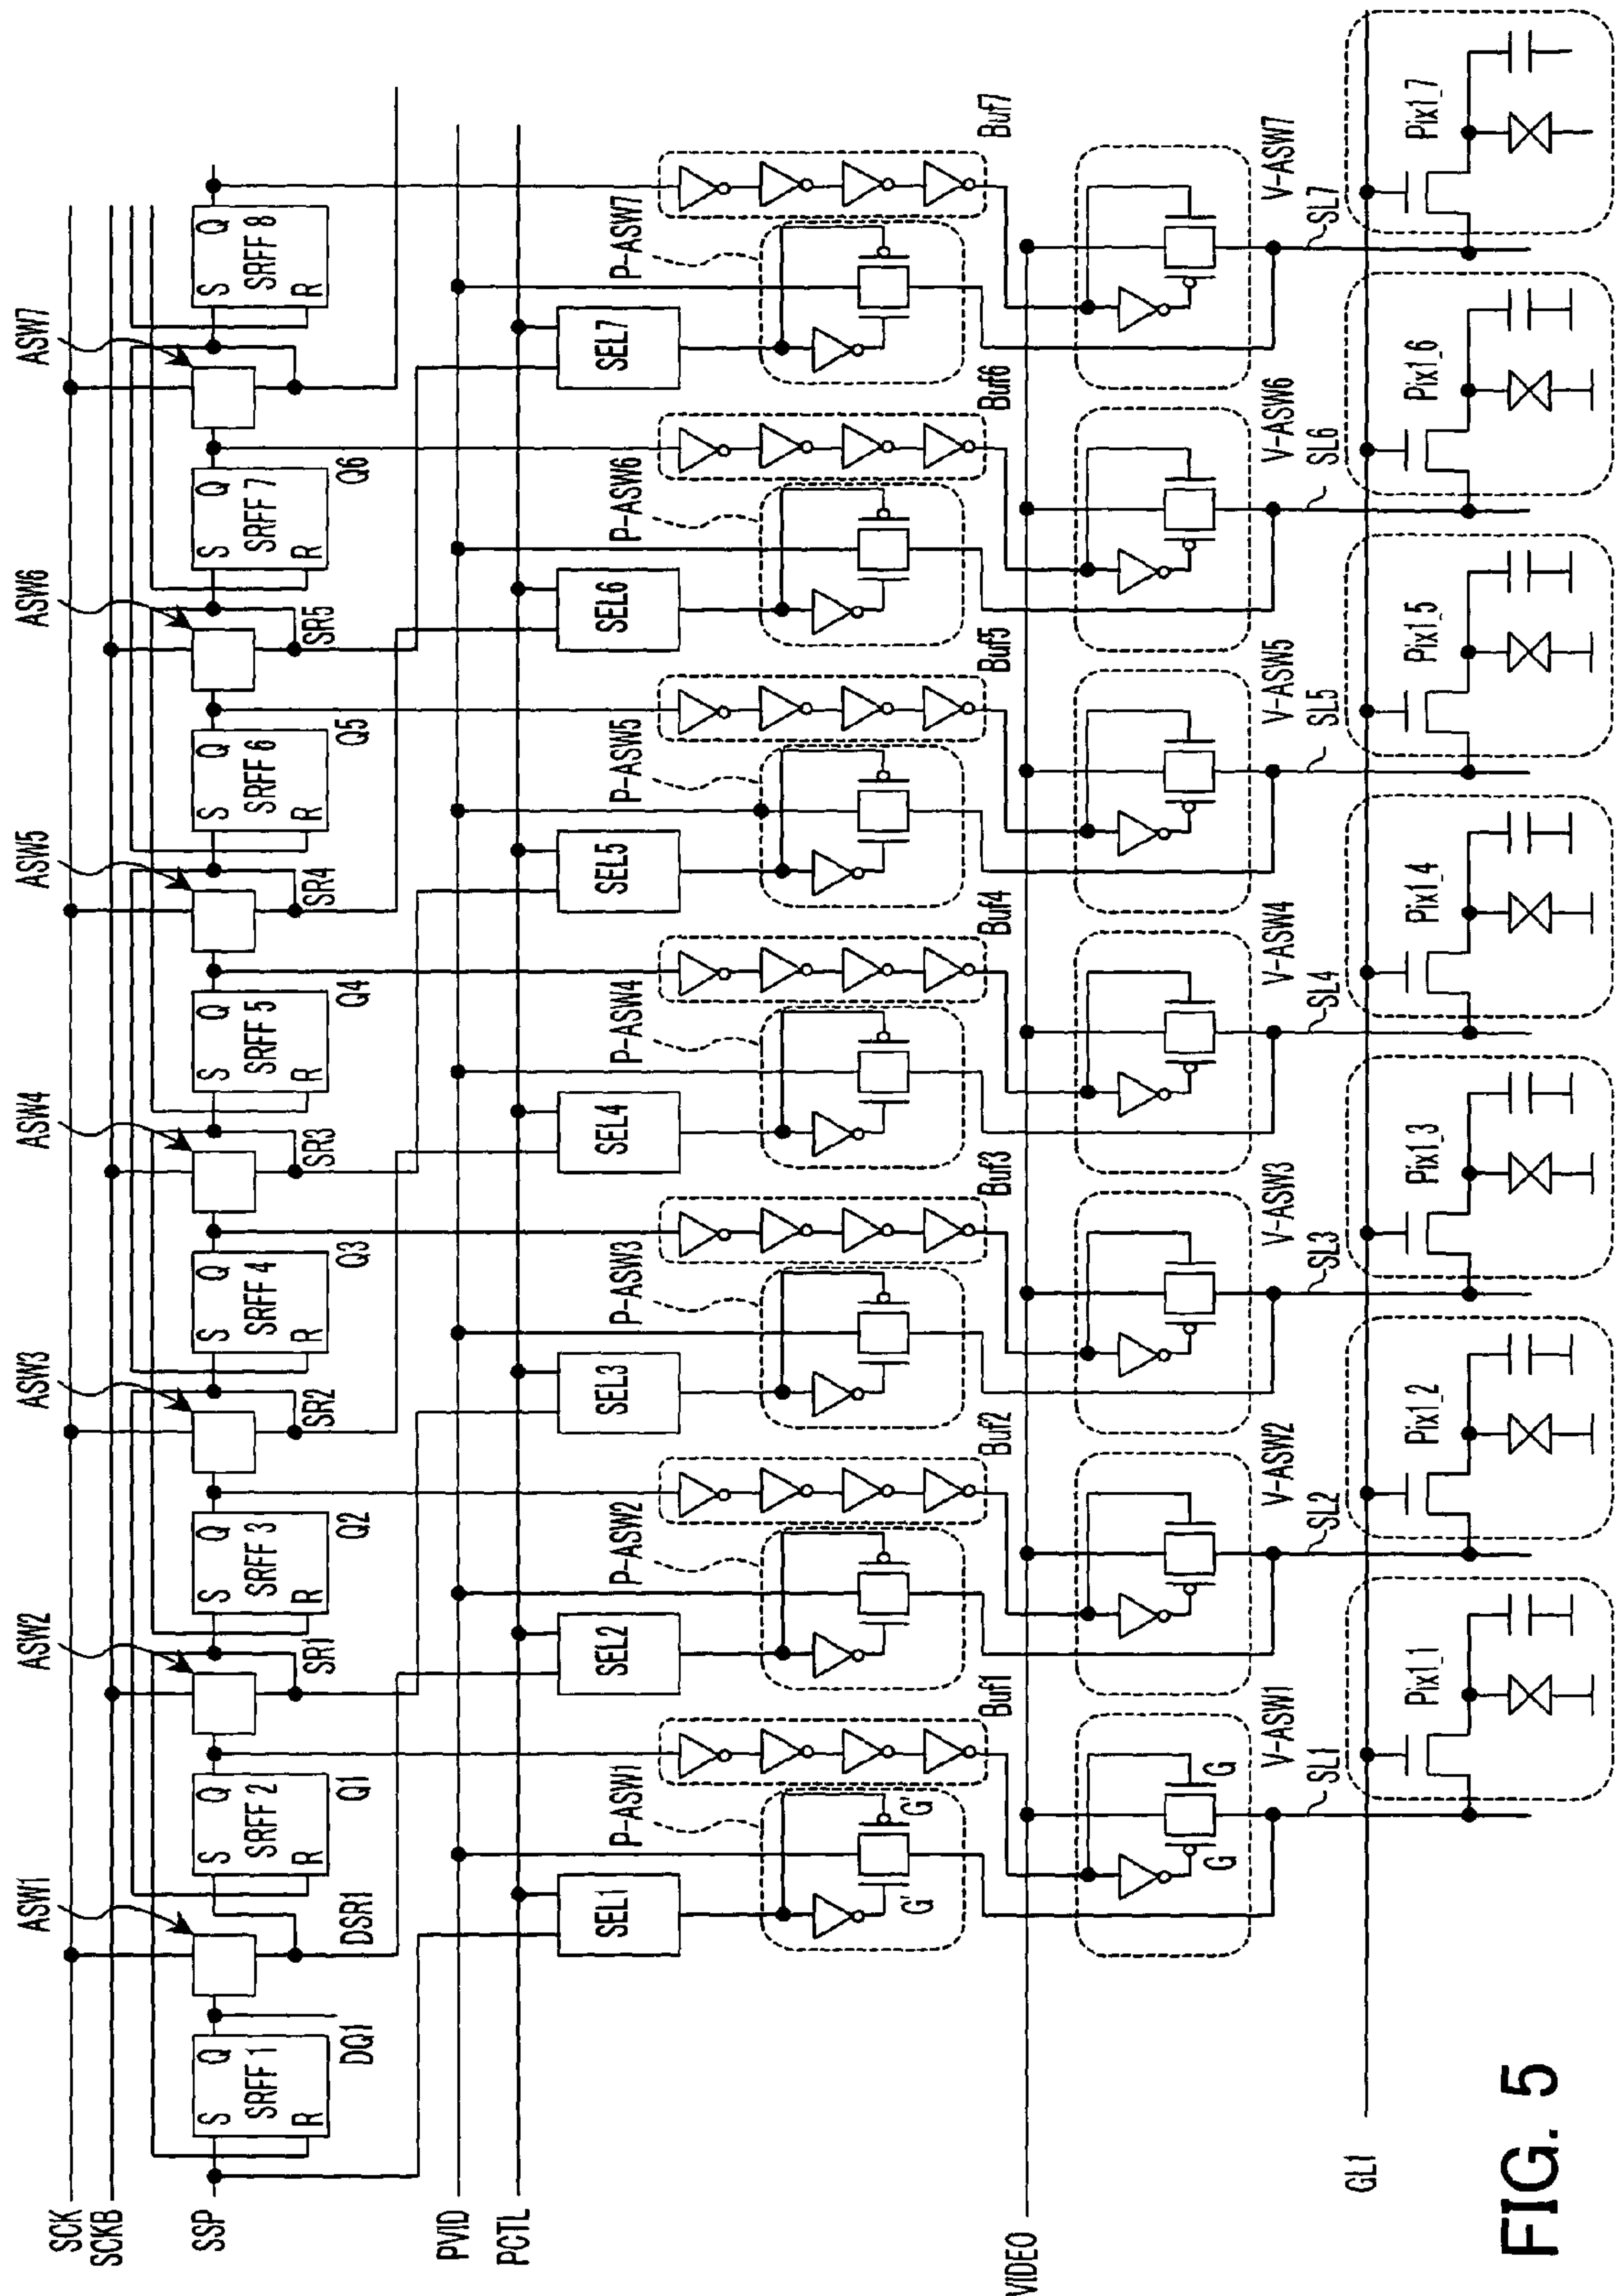 ASW1 ASW2 ASW3 ASW4 ASW5 ASW6 ASW7
SCK
SCKB
SSP
S Q S Q S Q S Q S Q S Q S Q S Q
SRFF 1 SRFF 2 SRFF 3 SRFF 4 SRFF 5 SRFF 6 SRFF 7 SRFF 8
R R R R R R R R
DSR1 SR1 SR2 SR3 SR4 SR5
DQ1 Q1 Q2 Q3 Q4 Q5 Q6
PVID
PCTL
SEL1 SEL2 SEL3 SEL4 SEL5 SEL6 SEL7
P-ASW1 P-ASW2 P-ASW3 P-ASW4 P-ASW5 P-ASW6 P-ASW7
G' G'
Buf1 Buf2 Buf3 Buf4 Buf5 Buf6 Buf7
VIDEO
G G
V-ASW1 V-ASW2 V-ASW3 V-ASW4 V-ASW5 V-ASW6 V-ASW7
SL1 SL2 SL3 SL4 SL5 SL6 SL7
GL1
Pix1_1 Pix1_2 Pix1_3 Pix1_4 Pix1_5 Pix1_6 Pix1_7
FIG. 5